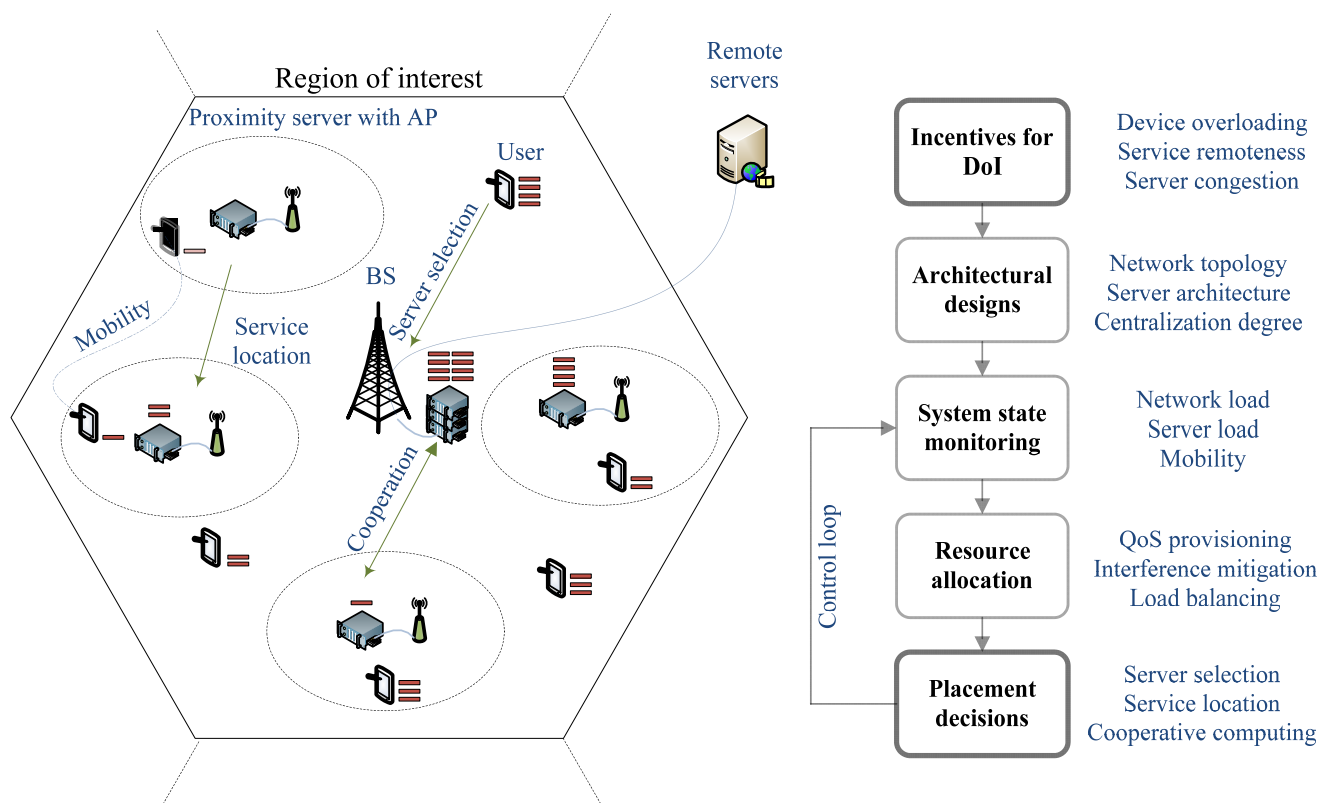 Region of interest
Proximity server with AP
User
Remote
servers
Server selection
BS
Mobility
Service
location
Cooperation
Incentives for
DoI
Device overloading
Service remoteness
Server congestion
Architectural
designs
Network topology
Server architecture
Centralization degree
System state
monitoring
Network load
Server load
Mobility
Control loop
Resource
allocation
QoS provisioning
Interference mitigation
Load balancing
Placement
decisions
Server selection
Service location
Cooperative computing